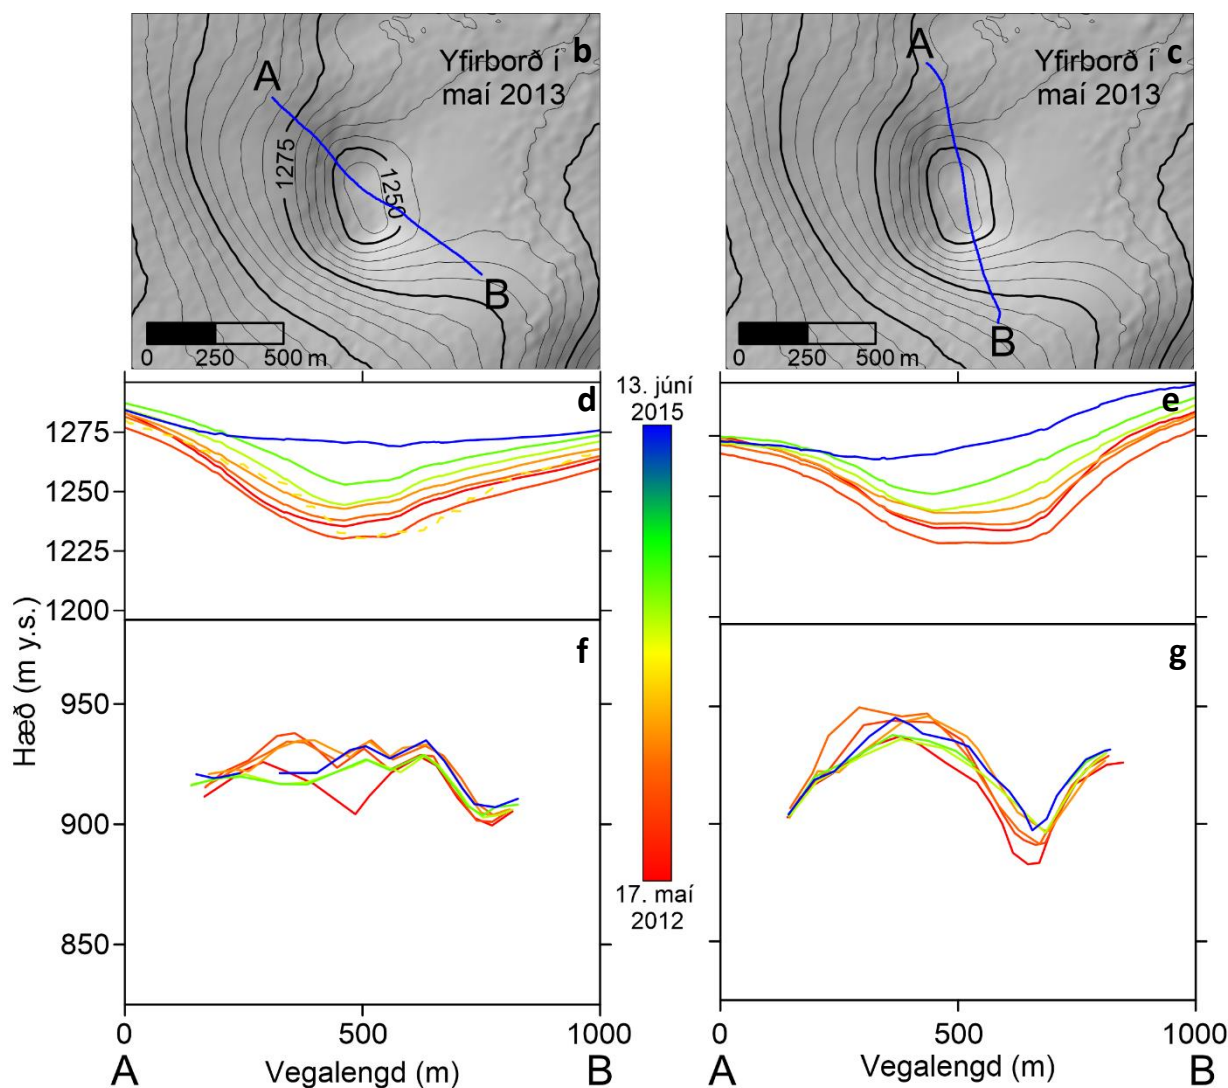 b
Yfirborð í
maí 2013
A
1275
1250
B
0 250 500 m
c
Yfirborð í
maí 2013
A
B
0 250 500 m
d
1275
1250
1225
1200
13. júní
2015
17. maí
2012
e
Hæð (m y.s.)
f
950
900
850
g
0 500 1000
A B
Vegalengd (m)
0 500 1000
A B
Vegalengd (m)